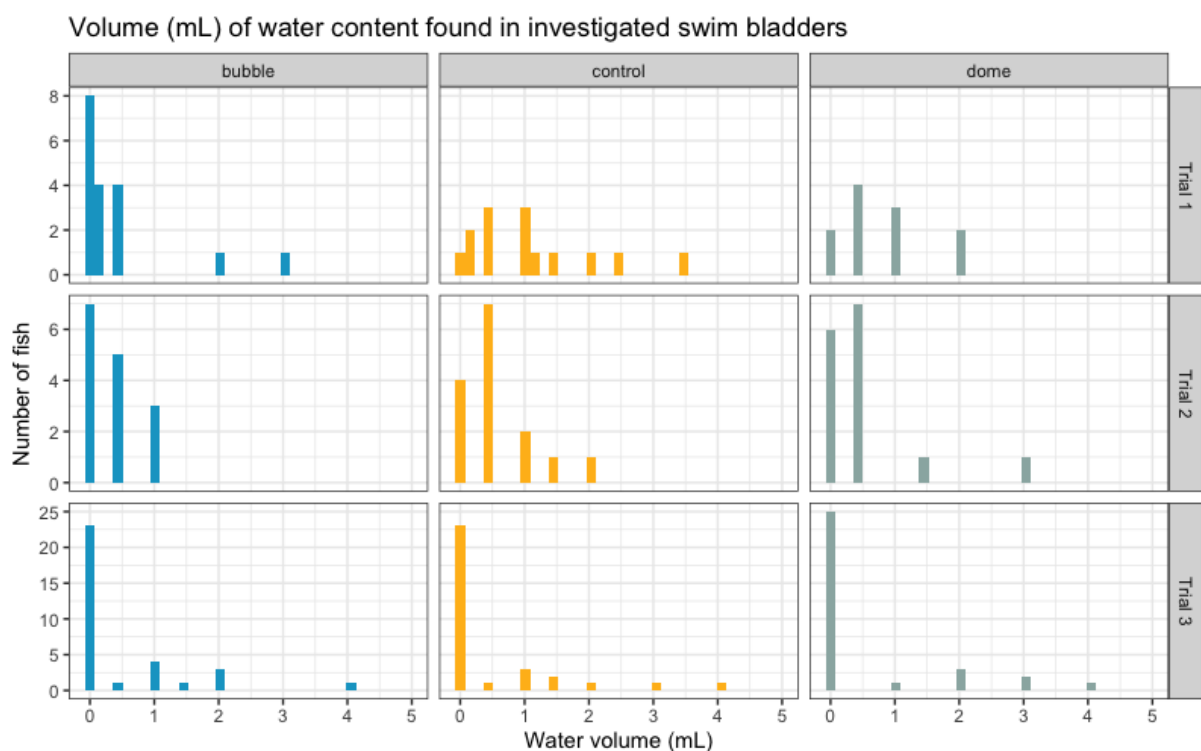 Volume (mL) of water content found in investigated swim bladders
bubble control dome
8
6
4
2
0
Trial 1
6
4
2
0
Trial 2
Number of fish
25
20
15
10
5
0
Trial 3
0 1 2 3 4 5 0 1 2 3 4 5 0 1 2 3 4 5
Water volume (mL)